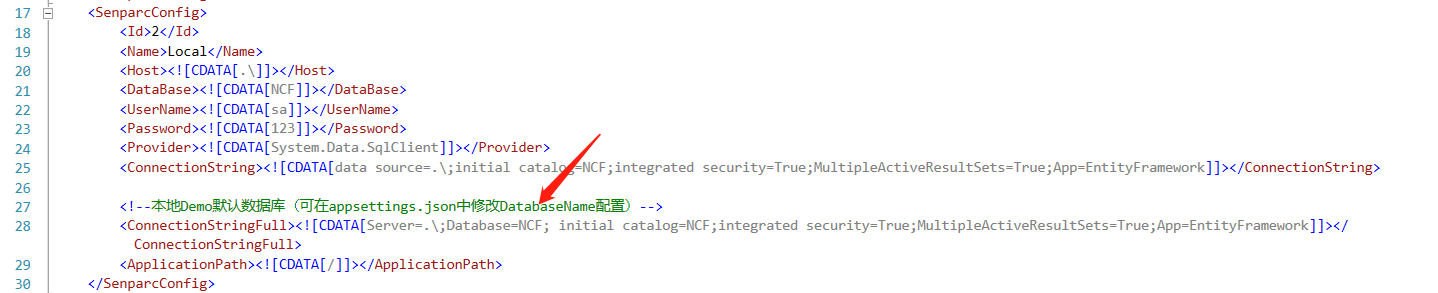 17 <SenparcConfig>
18 <Id>2</Id>
19 <Name>Local</Name>
20 <Host><![CDATA[.\]]></Host>
21 <DataBase><![CDATA[NCF]]></DataBase>
22 <UserName><![CDATA[sa]]></UserName>
23 <Password><![CDATA[123]]></Password>
24 <Provider><![CDATA[System.Data.SqlClient]]></Provider>
25 <ConnectionString><![CDATA[data source=.\;initial catalog=NCF;integrated security=True;MultipleActiveResultSets=True;App=EntityFramework]]></ConnectionString>
26
27 <!--本地Demo默认数据库（可在appsettings.json中修改DatabaseName配置）-->
28 <ConnectionStringFull><![CDATA[Server=.\;Database=NCF; initial catalog=NCF;integrated security=True;MultipleActiveResultSets=True;App=EntityFramework]]></
ConnectionStringFull>
29 <ApplicationPath><![CDATA[/]]></ApplicationPath>
30 </SenparcConfig>